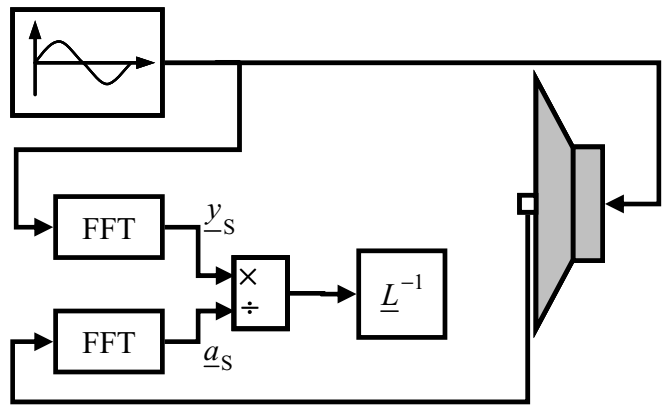 FFT
y_S
×
÷
L^{-1}
FFT
a_S